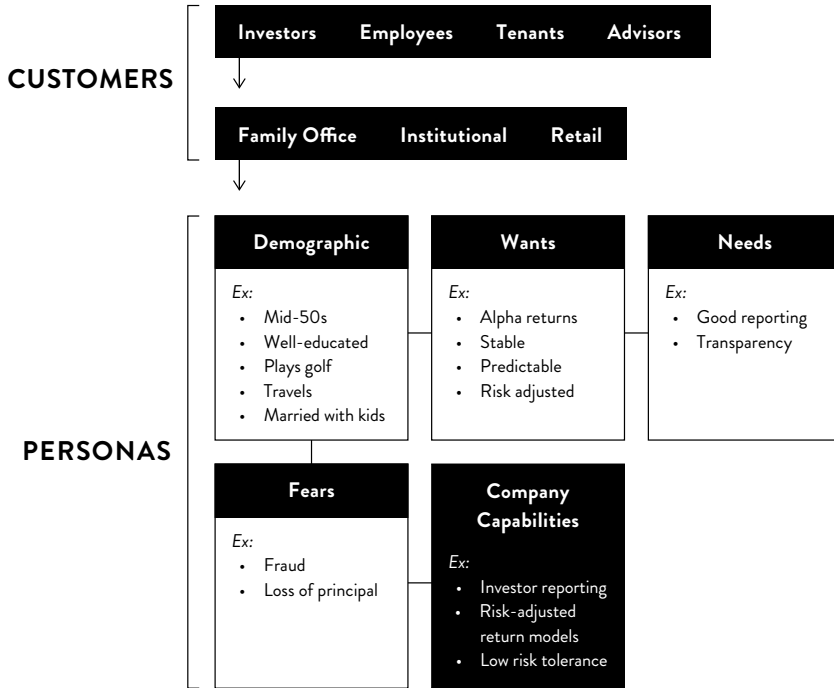 CUSTOMERS
Investors Employees Tenants Advisors
Family Office Institutional Retail
PERSONAS
Demographic
Ex:
• Mid-50s
• Well-educated
• Plays golf
• Travels
• Married with kids
Wants
Ex:
• Alpha returns
• Stable
• Predictable
• Risk adjusted
Needs
Ex:
• Good reporting
• Transparency
Fears
Ex:
• Fraud
• Loss of principal
Company
Capabilities
Ex:
• Investor reporting
• Risk-adjusted
return models
• Low risk tolerance